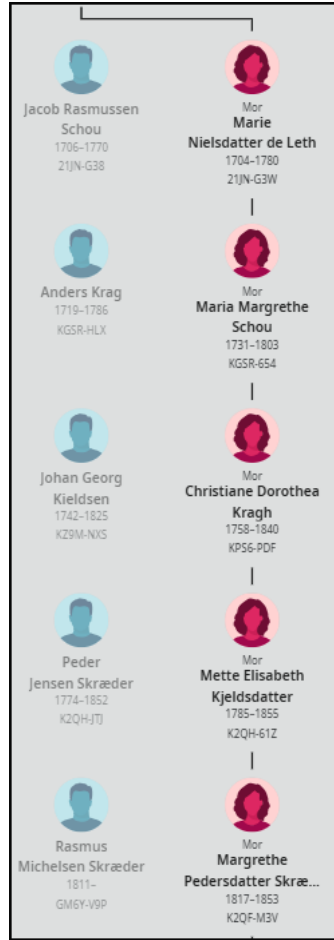 Jacob Rasmussen
Schou
1706–1770
21JN-G38
Mor
Marie
Nielsdatter de Leth
1704–1780
21JN-G3W
Anders Krag
1719–1786
KGSR-HLX
Mor
Maria Margrethe
Schou
1731–1803
KGSR-654
Johan Georg
Kieldsen
1742–1825
KZ9M-NXS
Mor
Christiane Dorothea
Kragh
1758–1840
KPS6-PDF
Peder
Jensen Skræder
1774–1852
K2QH-JTJ
Mor
Mette Elisabeth
Kjeldsdatter
1785–1855
K2QH-61Z
Rasmus
Michelsen Skræder
1811–
GM6Y-V9P
Mor
Margrethe
Pedersdatter Skræ...
1817–1853
K2QF-M3V